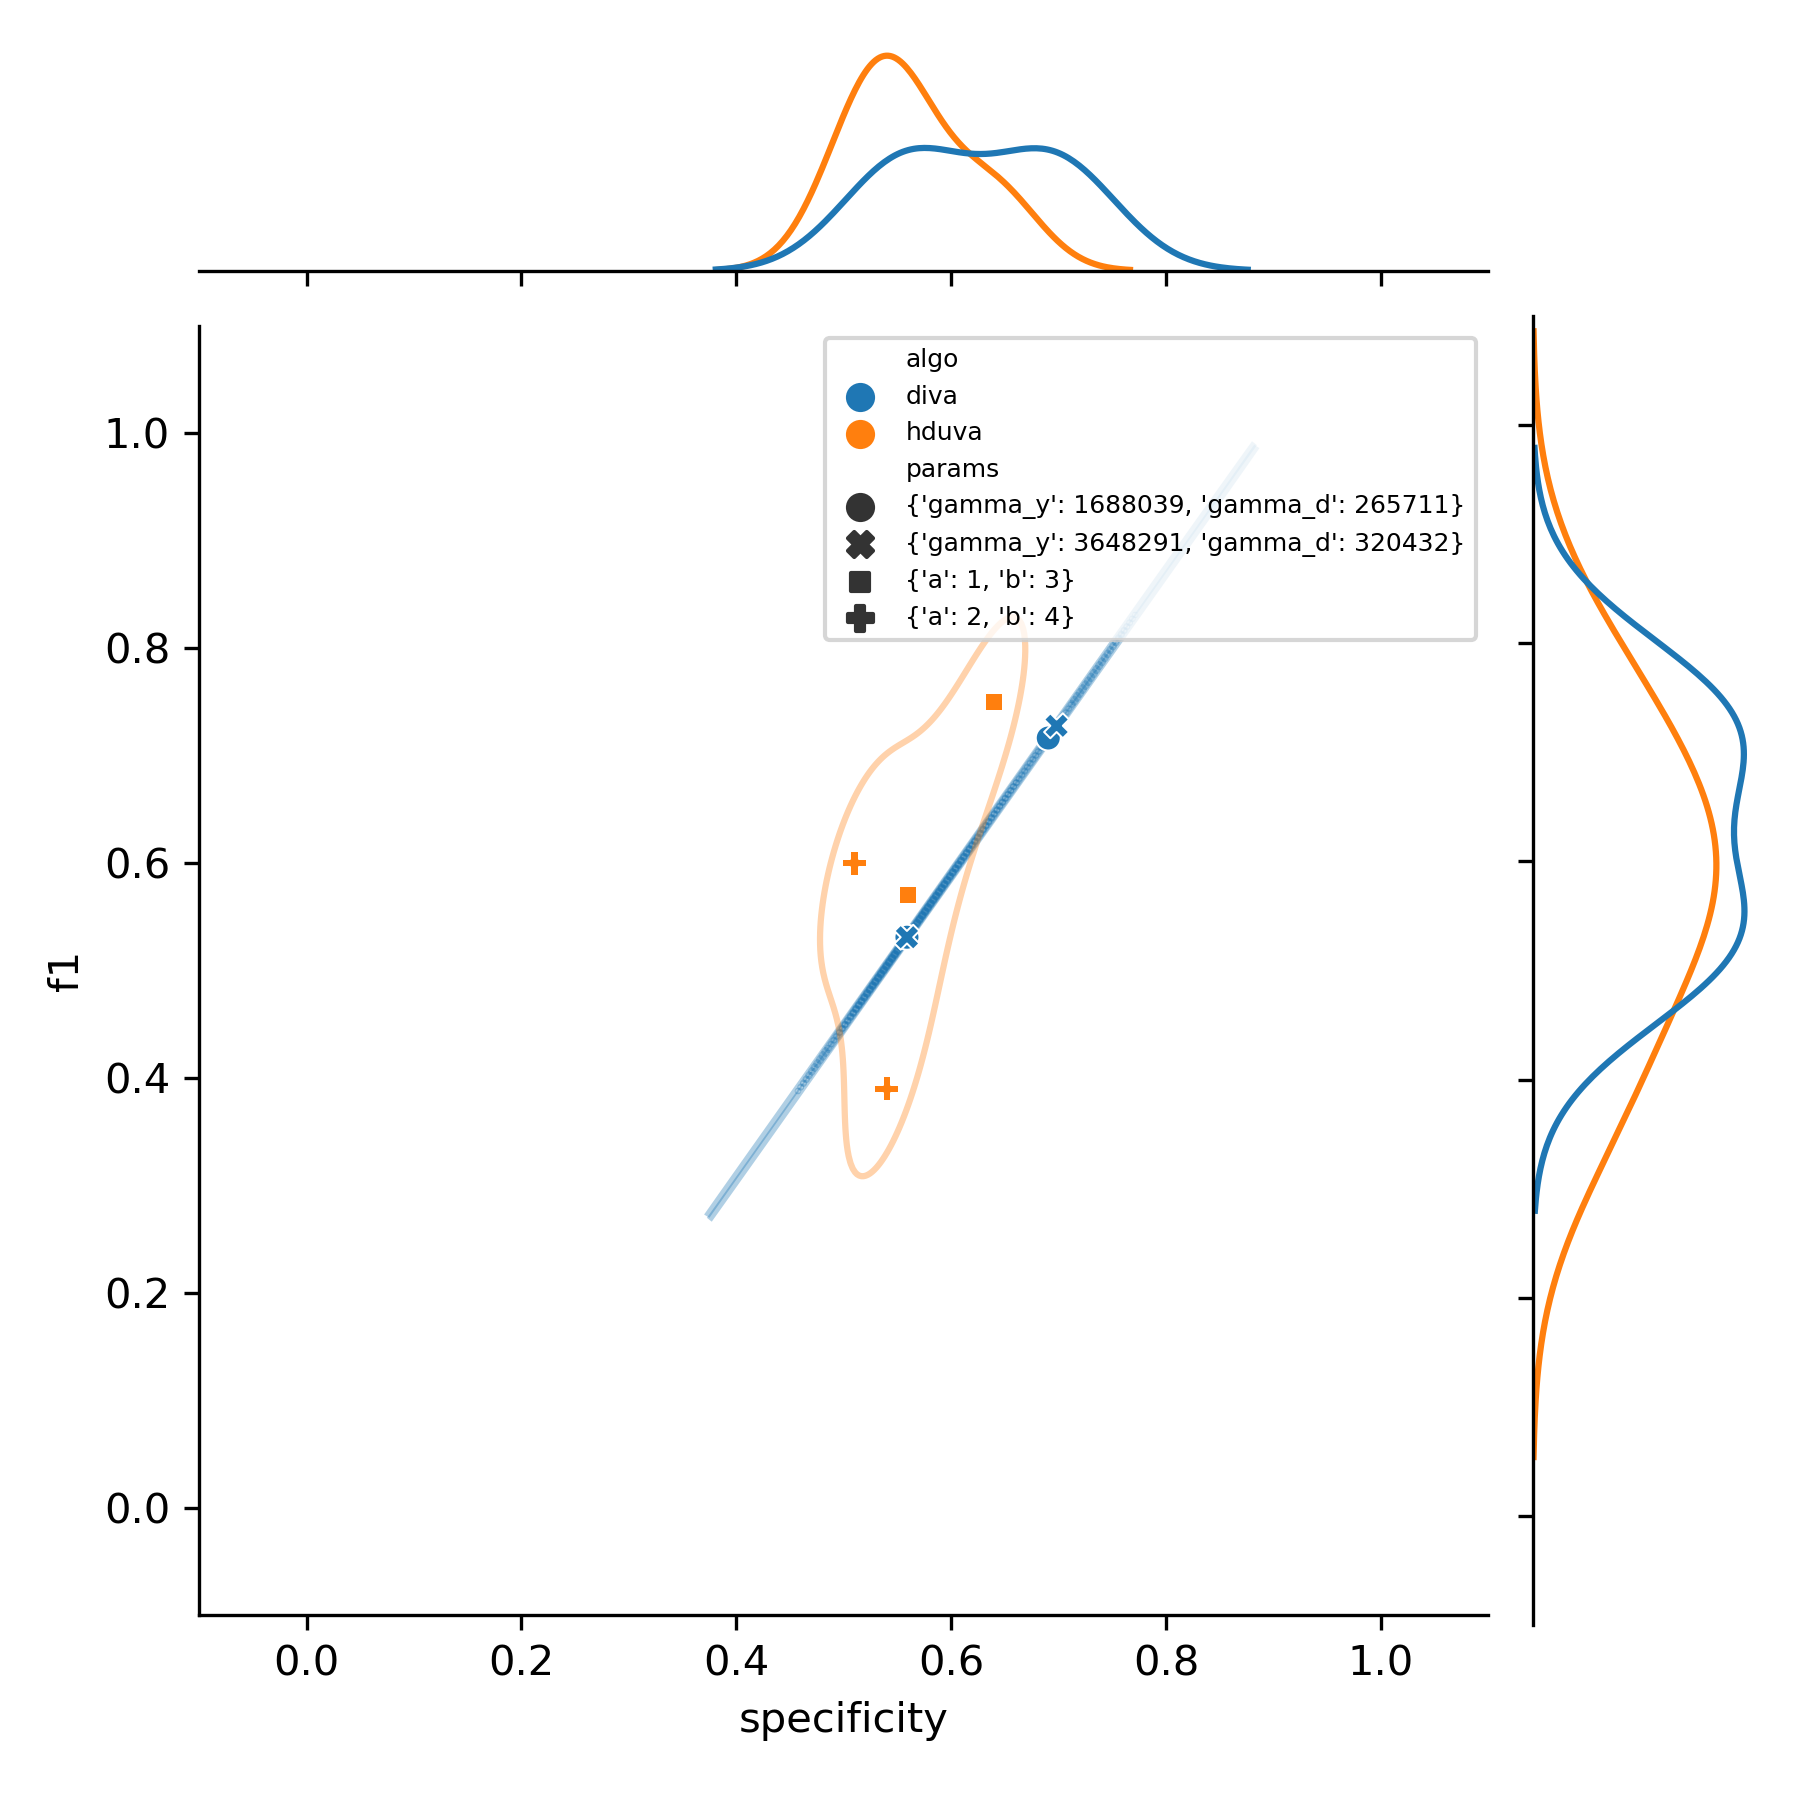 algo
diva
hduva
params
{'gamma_y': 1688039, 'gamma_d': 265711}
{'gamma_y': 3648291, 'gamma_d': 320432}
{'a': 1, 'b': 3}
{'a': 2, 'b': 4}
1.0
0.8
0.6
0.4
0.2
0.0
f1
0.0 0.2 0.4 0.6 0.8 1.0
specificity